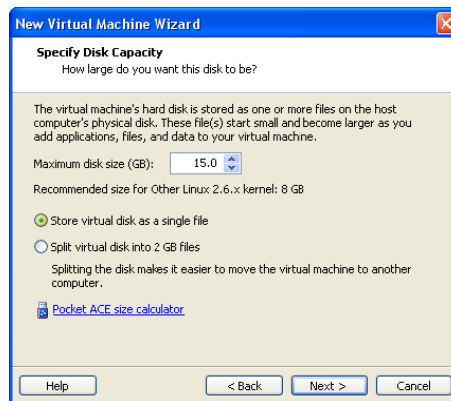 New Virtual Machine Wizard
Specify Disk Capacity
How large do you want this disk to be?
The virtual machine's hard disk is stored as one or more files on the host
computer's physical disk. These file(s) start small and become larger as you
add applications, files, and data to your virtual machine.
Maximum disk size (GB): 15.0
Recommended size for Other Linux 2.6.x kernel: 8 GB
Store virtual disk as a single file
Split virtual disk into 2 GB files
Splitting the disk makes it easier to move the virtual machine to another
computer.
Pocket ACE size calculator
Help < Back Next > Cancel